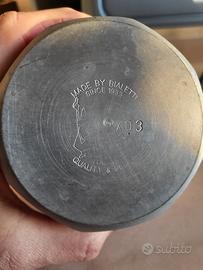 MADE BY BIALETTI
SINCE 1933
QUALITY &
subito